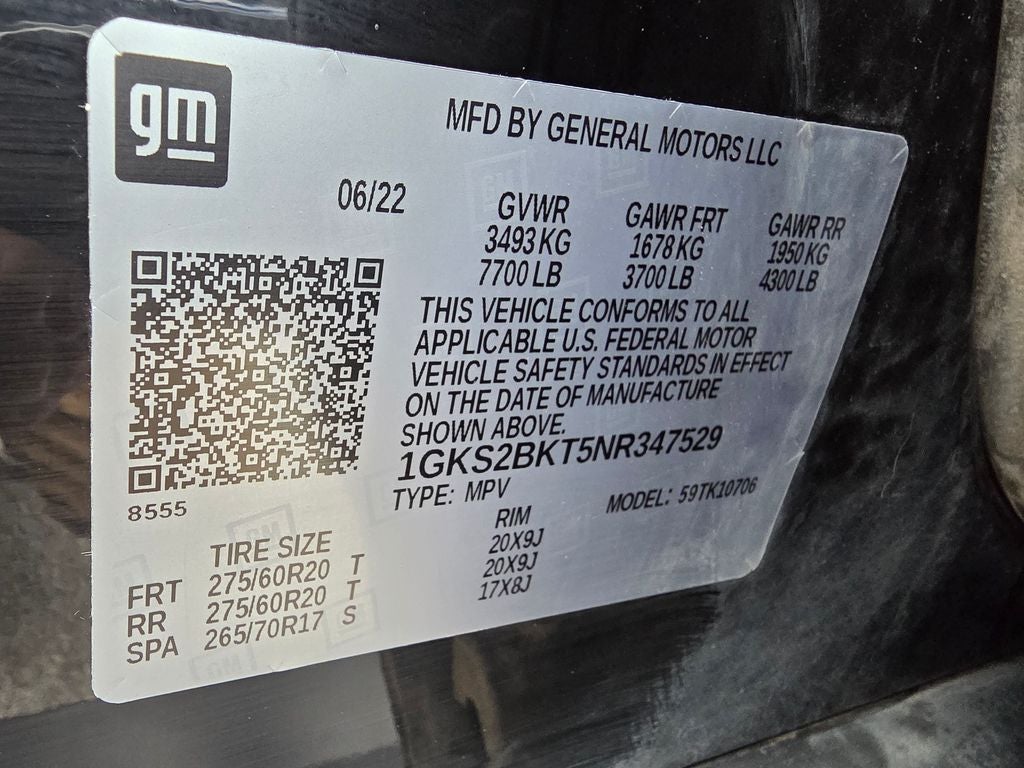 gm
MFD BY GENERAL MOTORS LLC
06/22 GVWR GAWR FRT GAWR RR
3493 KG 1678 KG 1950 KG
7700 LB 3700 LB 4300 LB
THIS VEHICLE CONFORMS TO ALL
APPLICABLE U.S. FEDERAL MOTOR
VEHICLE SAFETY STANDARDS IN EFFECT
ON THE DATE OF MANUFACTURE
SHOWN ABOVE.
1GKS2BKT5NR347529
TYPE: MPV MODEL: 59TK10706
8555
TIRE SIZE RIM
FRT 275/60R20 T 20X9J
RR 275/60R20 T 20X9J
SPA 265/70R17 S 17X8J